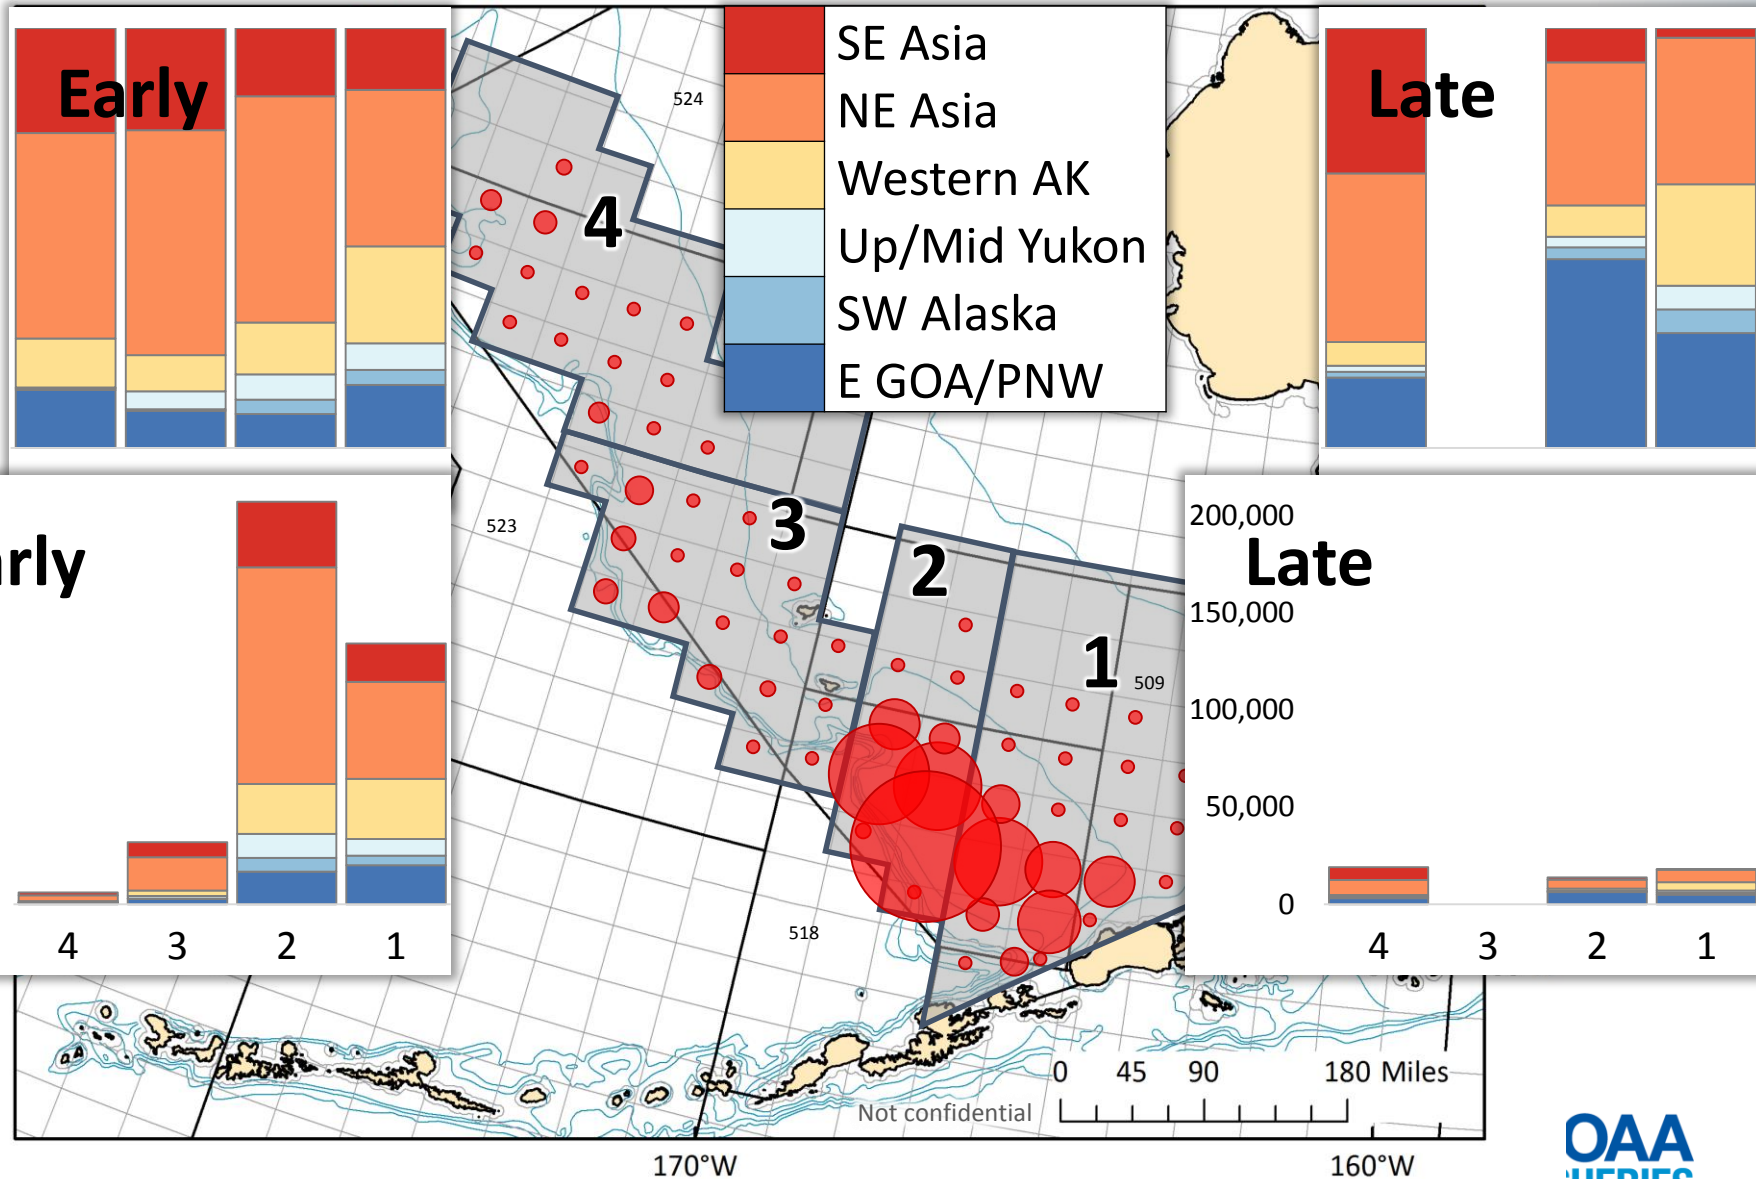 Early
SE Asia
NE Asia
Western AK
Up/Mid Yukon
SW Alaska
E GOA/PNW
Late
524
4
523
3
2
1
509
518
rly
4 3 2 1
Late
200,000
150,000
100,000
50,000
0
4 3 2 1
0 45 90 180 Miles
Not confidential
170°W
160°W
OAA